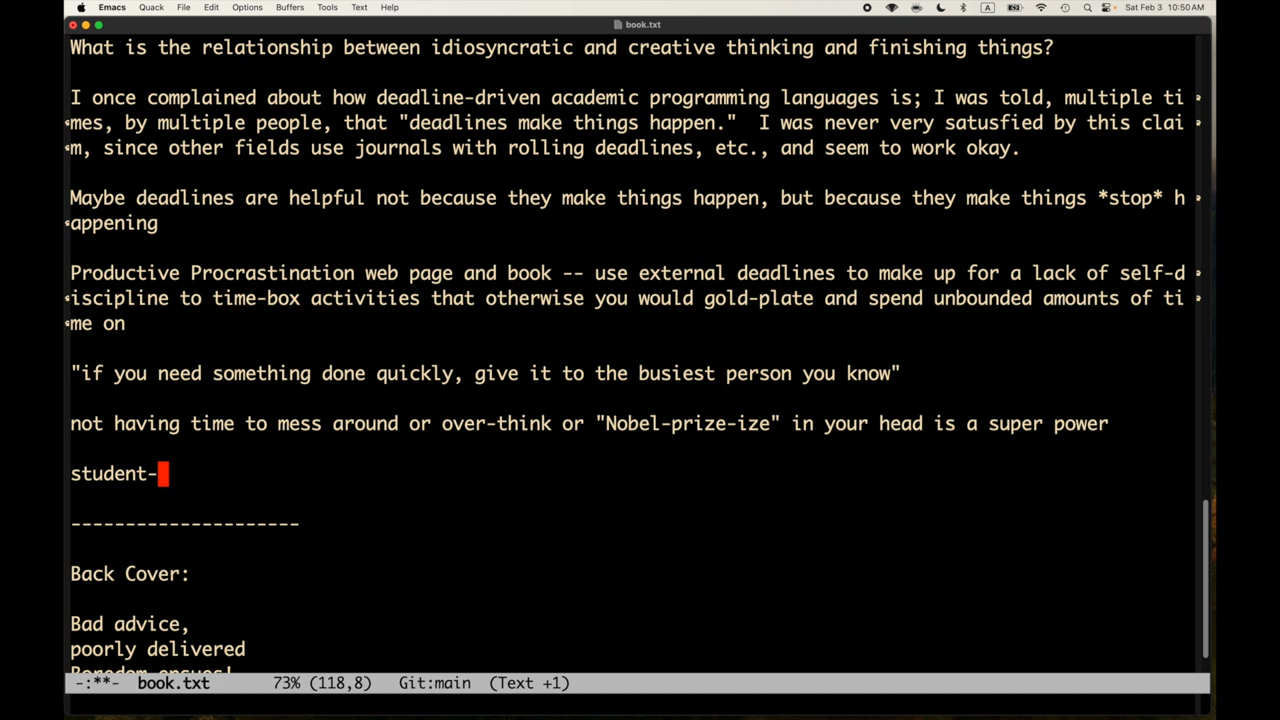 Emacs Quack File Edit Options Buffers Tools Text Help A Sat Feb 3 10:50 AM
book.txt
What is the relationship between idiosyncratic and creative thinking and finishing things?
I once complained about how deadline-driven academic programming languages is; I was told, multiple ti
mes, by multiple people, that "deadlines make things happen."  I was never very satusfied by this clai
m, since other fields use journals with rolling deadlines, etc., and seem to work okay.
Maybe deadlines are helpful not because they make things happen, but because they make things *stop* h
appening
Productive Procrastination web page and book -- use external deadlines to make up for a lack of self-d
iscipline to time-box activities that otherwise you would gold-plate and spend unbounded amounts of ti
me on
"if you need something done quickly, give it to the busiest person you know"
not having time to mess around or over-think or "Nobel-prize-ize" in your head is a super power
student-
---------------------
Back Cover:
Bad advice,
poorly delivered
Boredom ensues!
-:**-  book.txt      73% (118,8)   Git:main  (Text +1)